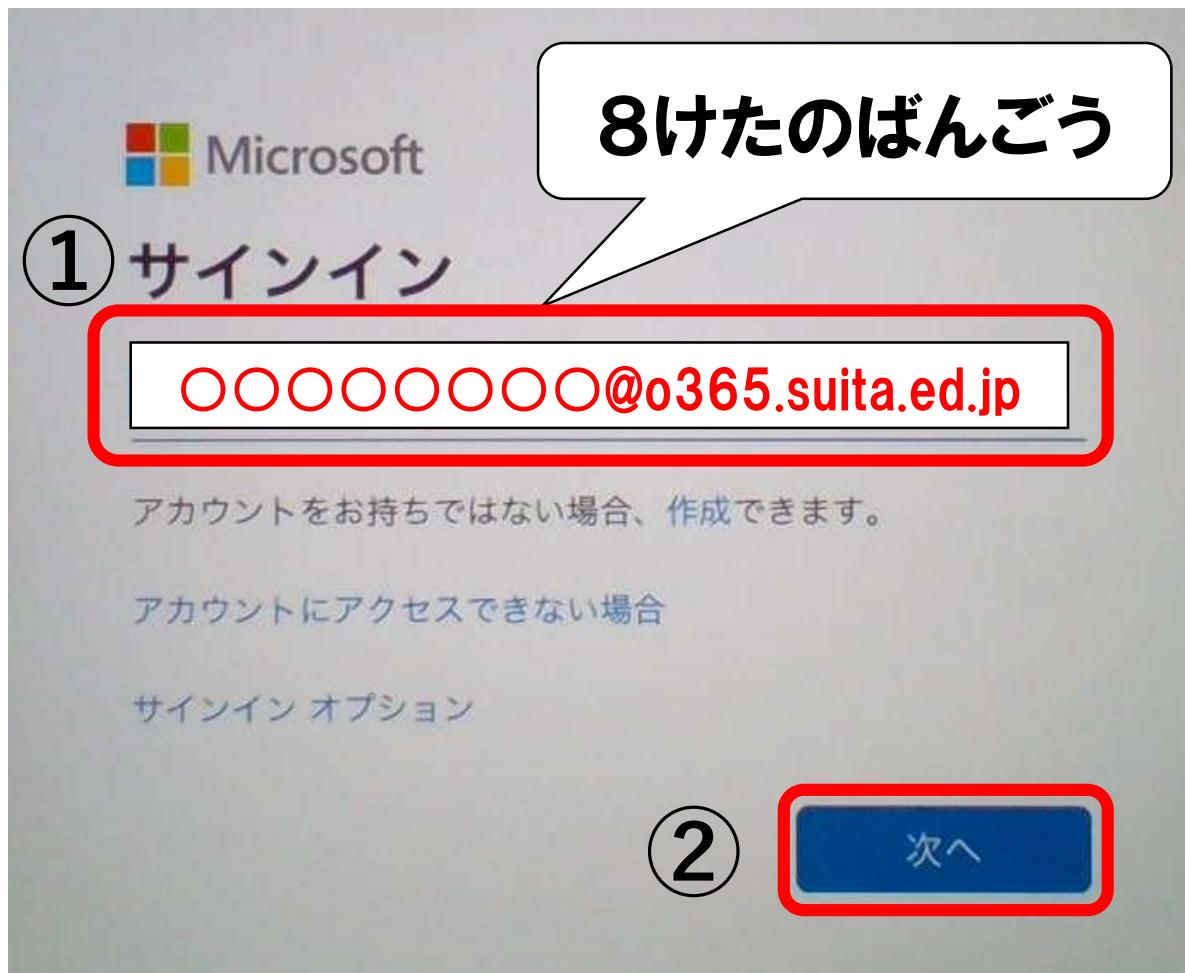 8けたのばんごう
Microsoft
①
サインイン
○○○○○○○○@o365.suita.ed.jp
アカウントをお持ちではない場合、作成できます。
アカウントにアクセスできない場合
サインイン オプション
②
次へ